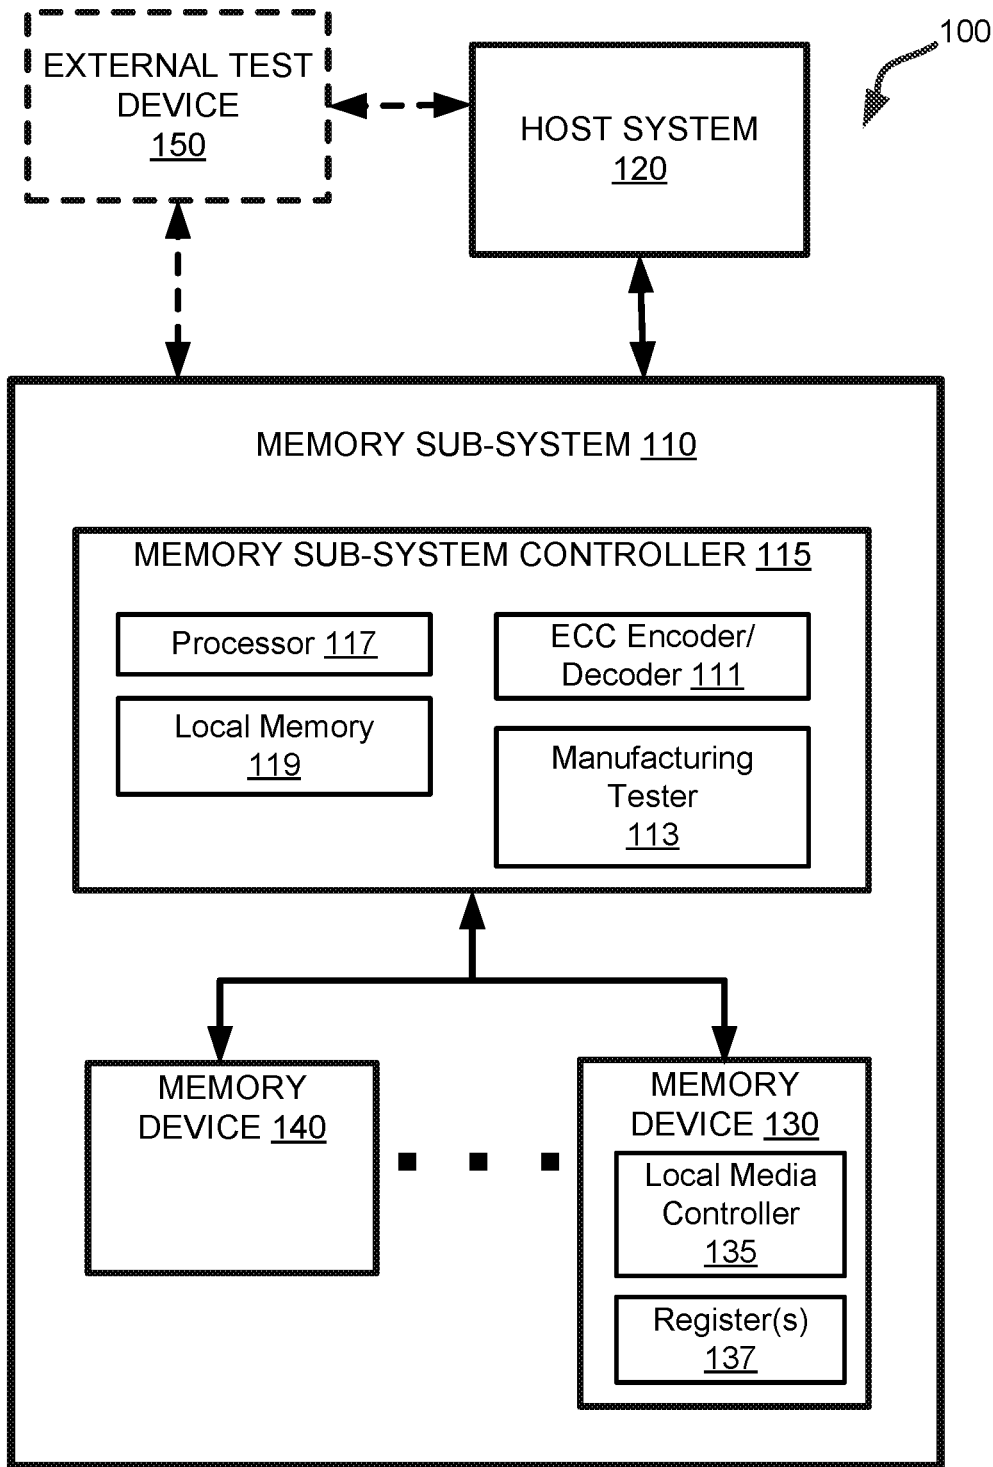 100
EXTERNAL TEST
DEVICE
150
HOST SYSTEM
120
MEMORY SUB-SYSTEM 110
MEMORY SUB-SYSTEM CONTROLLER 115
Processor 117
Local Memory
119
ECC Encoder/
Decoder 111
Manufacturing
Tester
113
MEMORY
DEVICE 140
MEMORY
DEVICE 130
Local Media
Controller
135
Register(s)
137